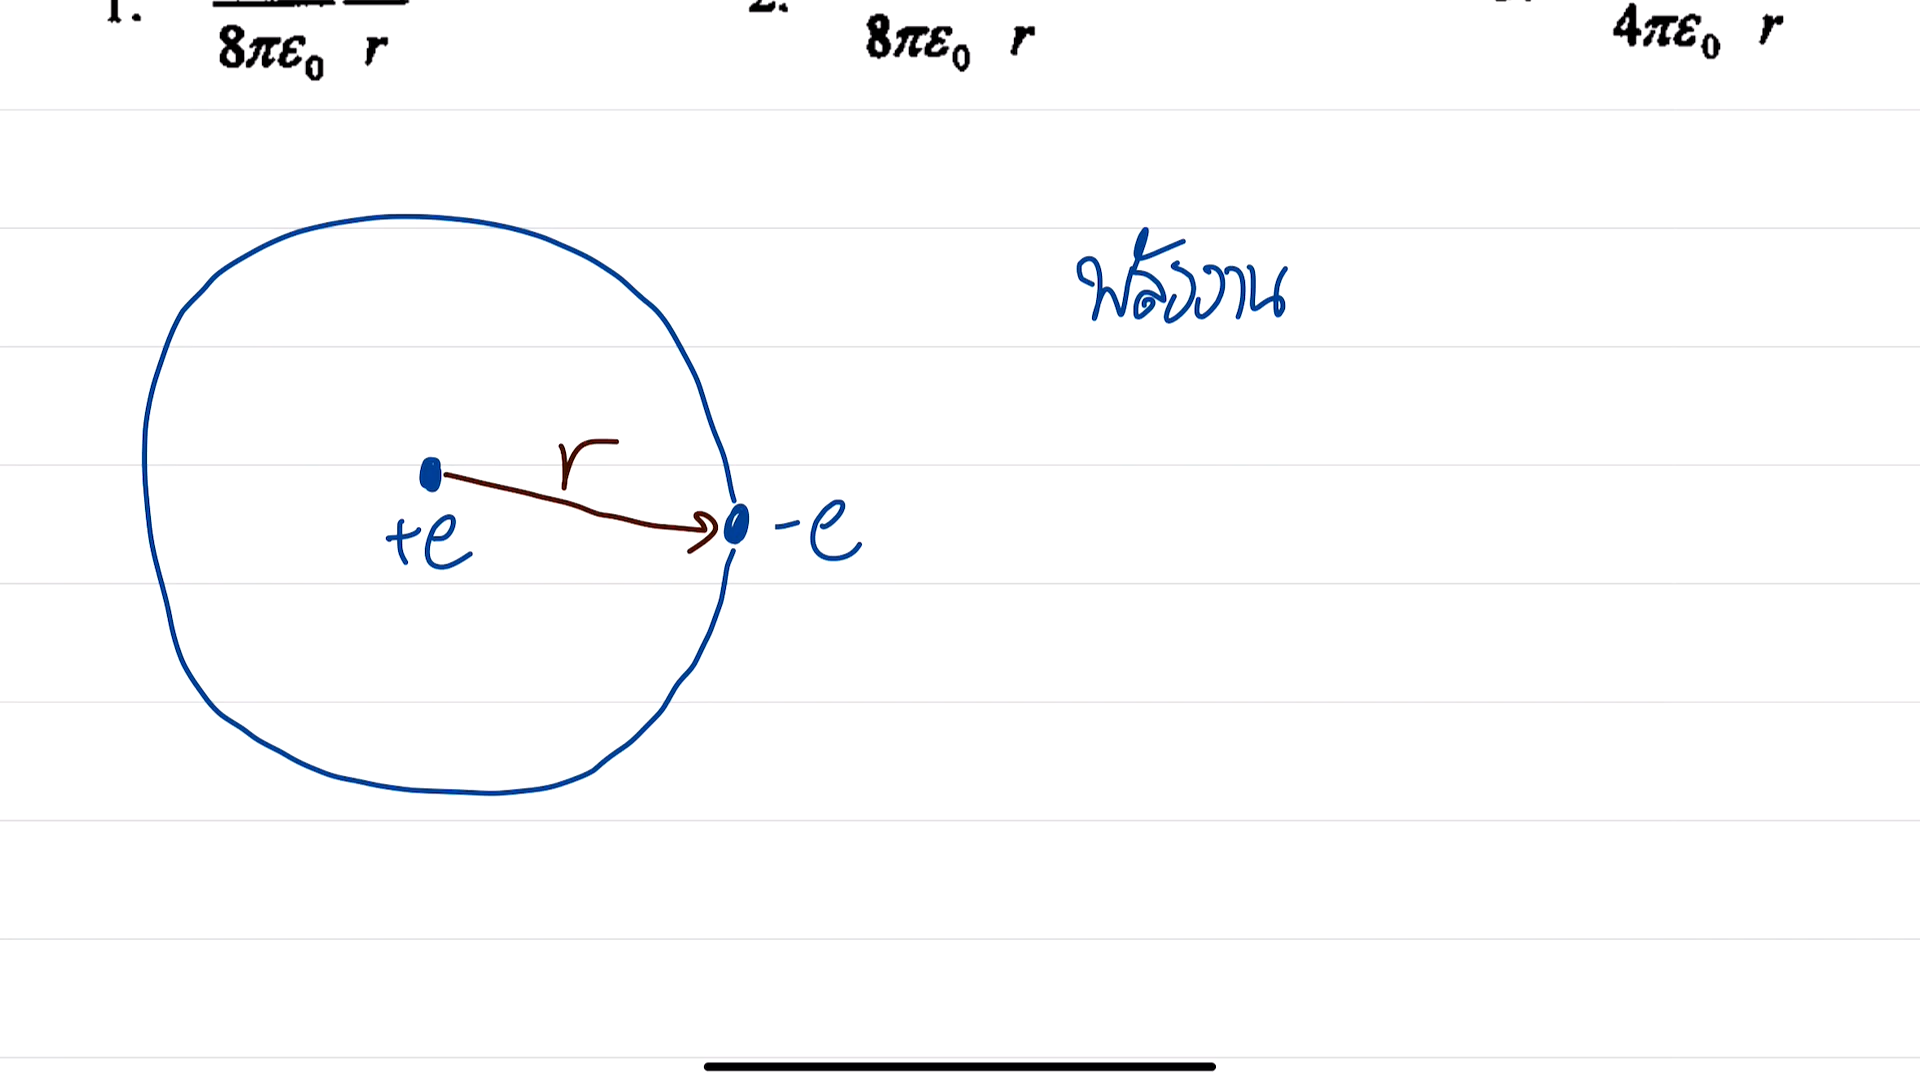 1.
8πε₀ r
2.
8πε₀ r
4πε₀ r
พลังงาน
r
+e
-e